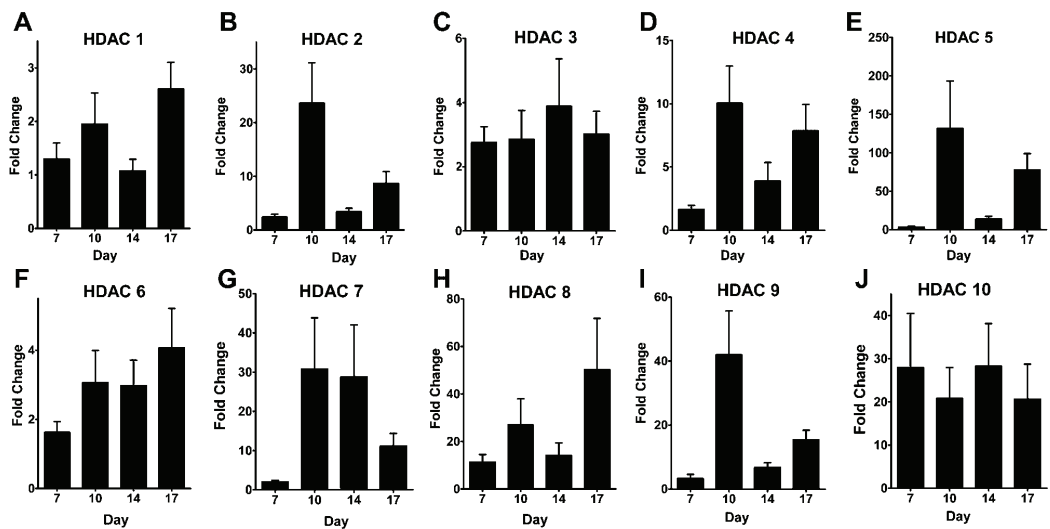 A
HDAC 1
Fold Change
3
2
1
0
7 10 14 17
Day
B
HDAC 2
Fold Change
30
20
10
0
7 10 14 17
Day
C
HDAC 3
Fold Change
6
4
2
0
7 10 14 17
Day
D
HDAC 4
Fold Change
15
10
5
0
7 10 14 17
Day
E
HDAC 5
Fold Change
250
200
150
100
50
0
7 10 14 17
Day
F
HDAC 6
Fold Change
4
2
0
7 10 14 17
Day
G
HDAC 7
Fold Change
50
40
30
20
10
0
7 10 14 17
Day
H
HDAC 8
Fold Change
80
60
40
20
0
7 10 14 17
Day
I
HDAC 9
Fold Change
60
40
20
0
7 10 14 17
Day
J
HDAC 10
Fold Change
40
30
20
10
0
7 10 14 17
Day